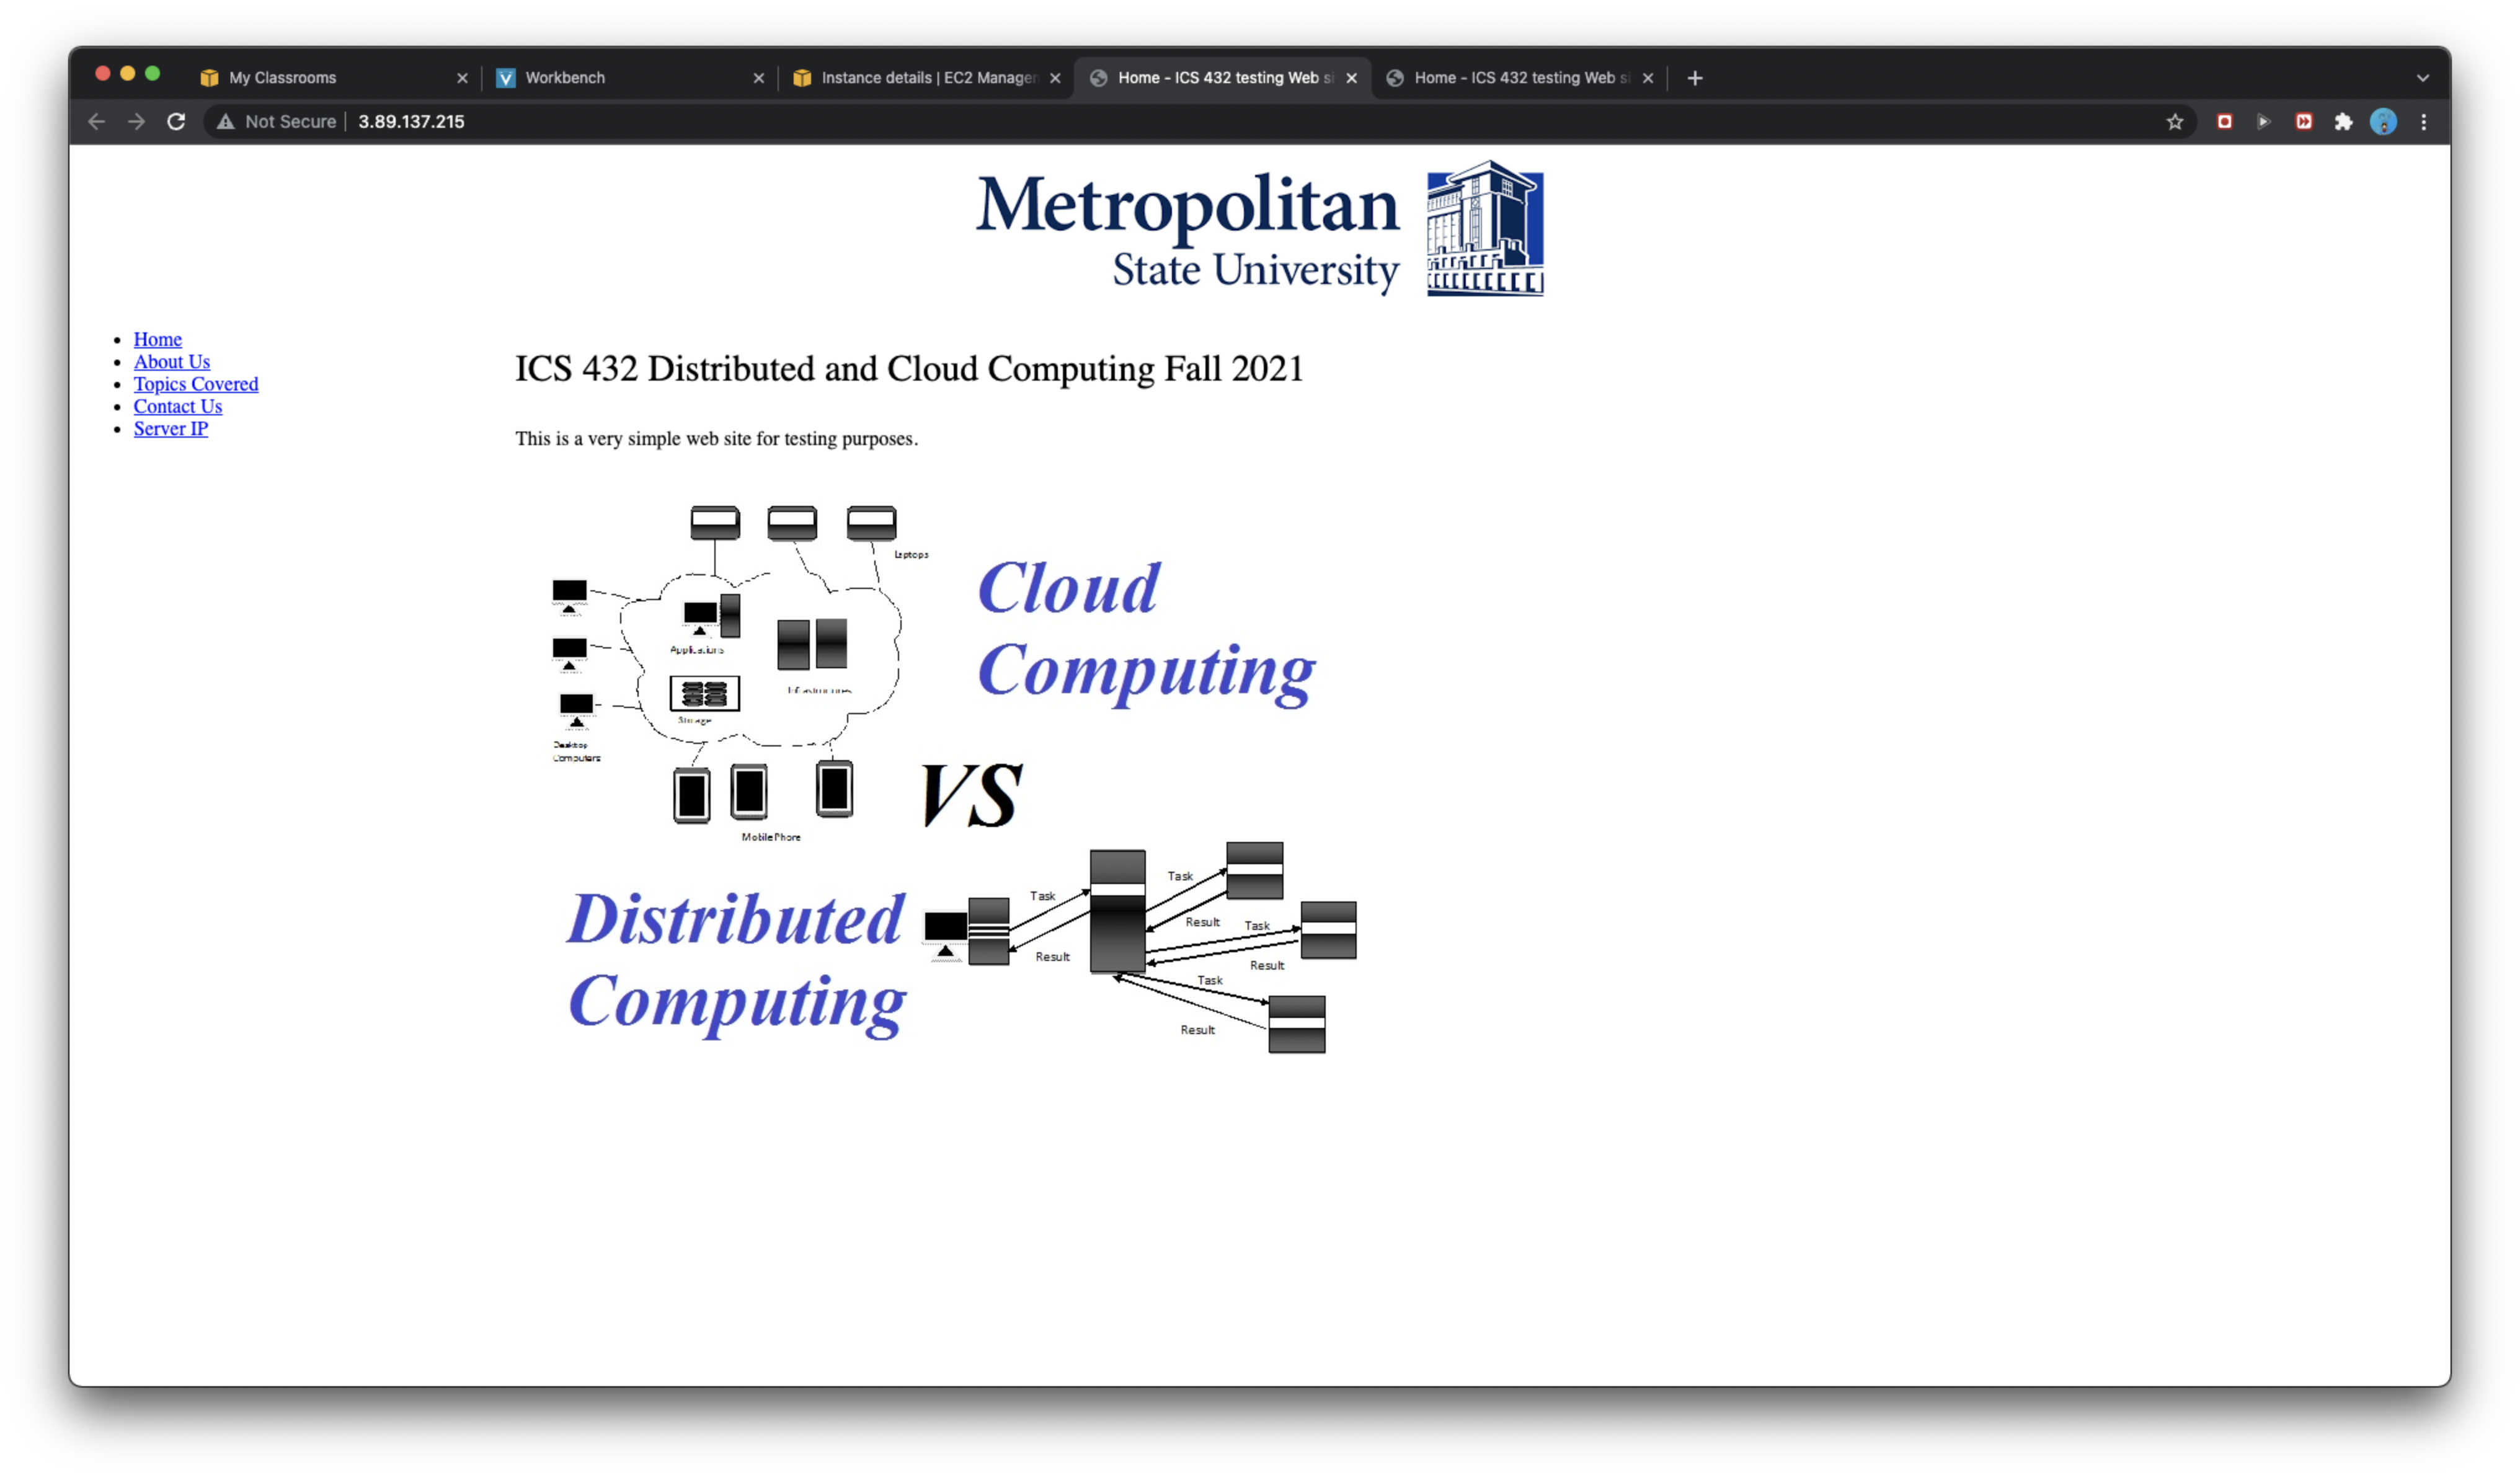 My Classrooms
Workbench
Instance details | EC2 Manager
Home - ICS 432 testing Web si
Home - ICS 432 testing Web si
Not Secure
3.89.137.215
Metropolitan
State University
Home
About Us
Topics Covered
Contact Us
Server IP
ICS 432 Distributed and Cloud Computing Fall 2021
This is a very simple web site for testing purposes.
Laptops
Cloud
Computing
Applications
Storage
Desktop
Computers
Mobile Phone
VS
Distributed
Computing
Task
Result
Task
Result
Task
Result
Task
Result